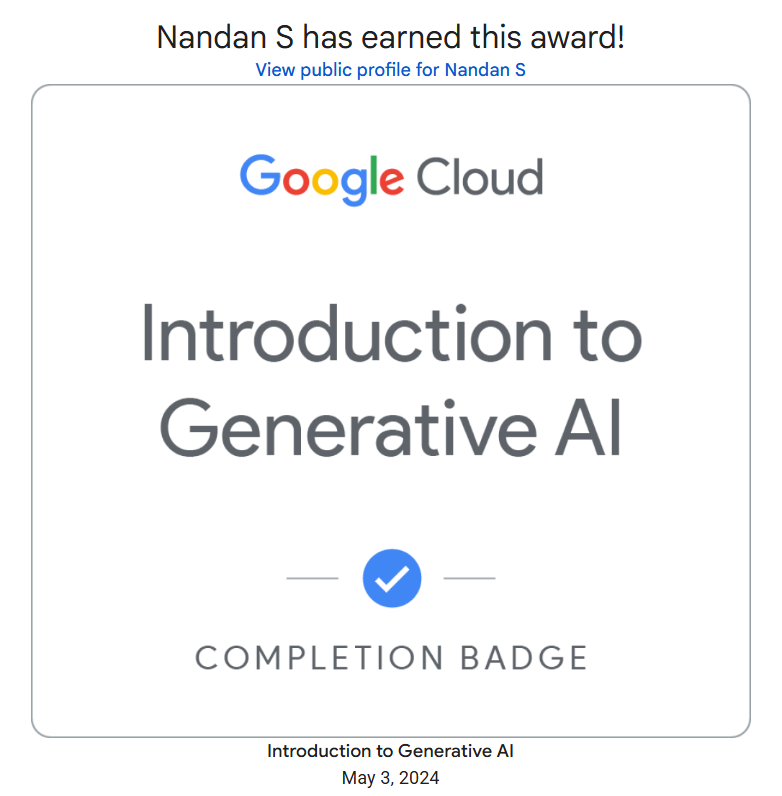 Nandan S has earned this award!
View public profile for Nandan S
Google Cloud
Introduction to
Generative AI
COMPLETION BADGE
Introduction to Generative AI
May 3, 2024